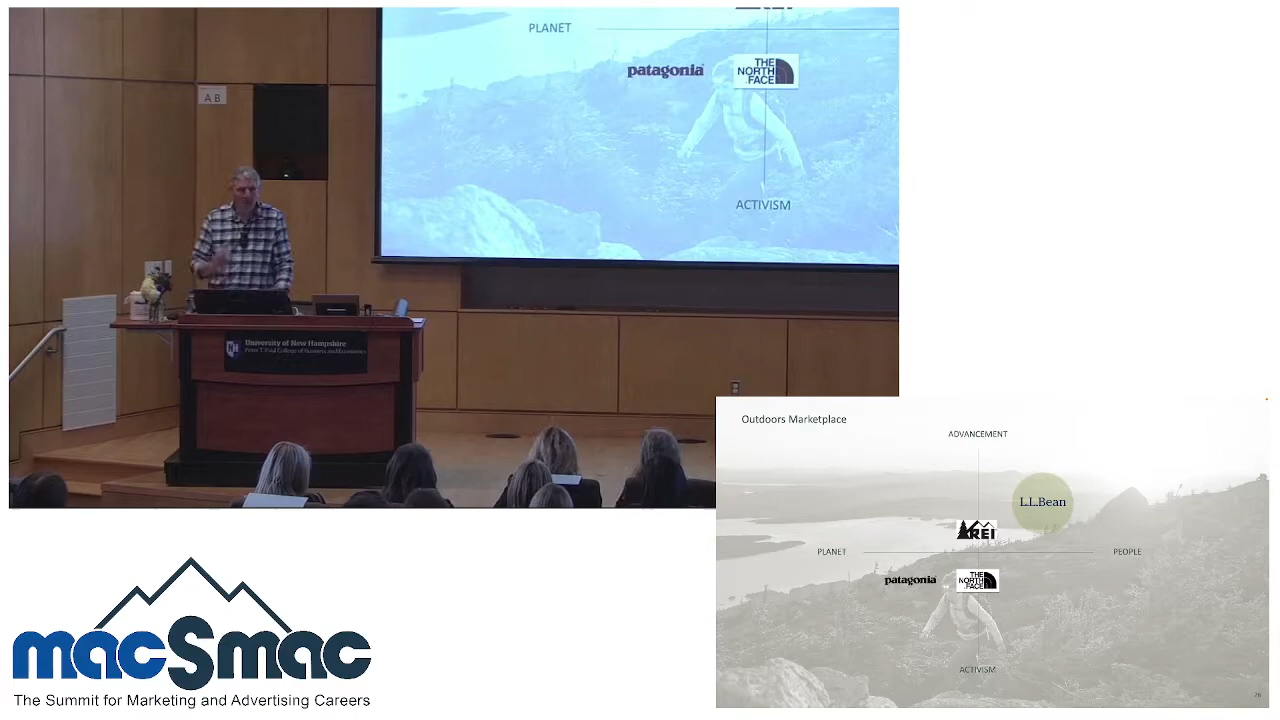 PLANET
patagonia
THE
NORTH
FACE
ACTIVISM
A B
University of New Hampshire
Peter T. Paul College of Business and Economics
Outdoors Marketplace
ADVANCEMENT
L.L.Bean
REI
PLANET
PEOPLE
patagonia
THE
NORTH
FACE
ACTIVISM
26
macSmac
The Summit for Marketing and Advertising Careers